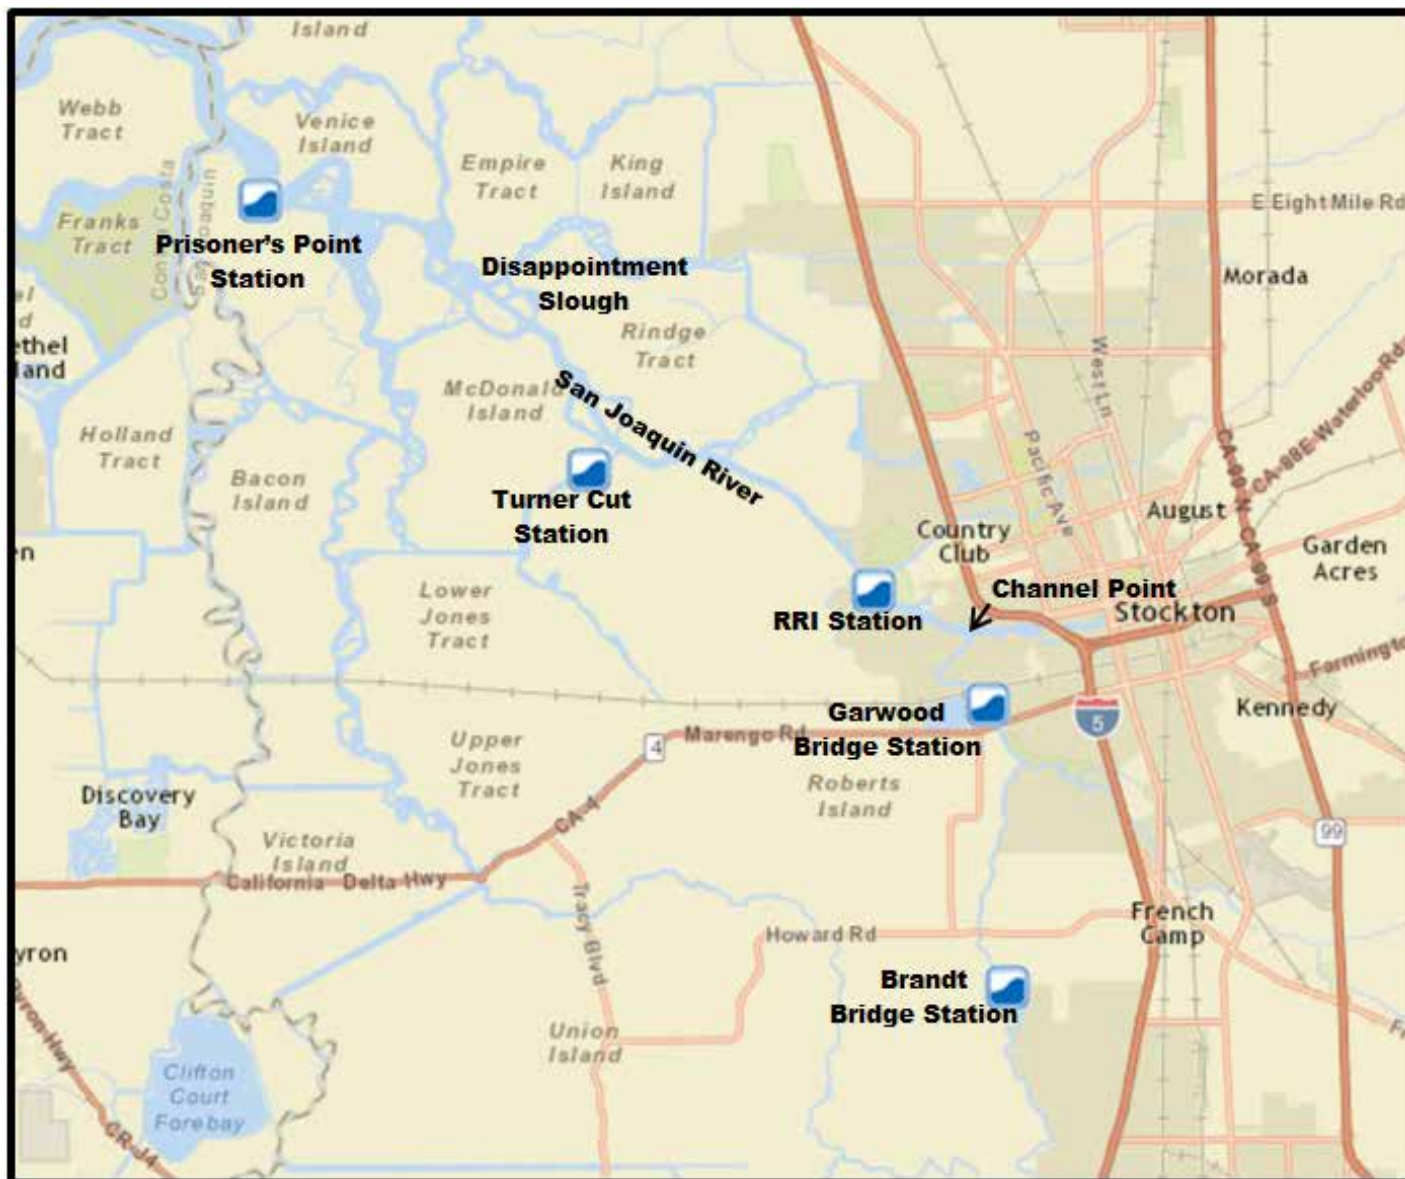 Island
Webb
Tract
Venice
Island
Empire
Tract
King
Island
E Eight Mile Rd
Franks
Tract
Contra Costa
San Joaquin
Prisoner's Point
Station
Disappointment
Slough
Morada
el
d
ethel
land
Rindge
Tract
West Ln
McDonald
Island
San Joaquin River
CA-88E Waterloo Rd
Holland
Tract
Bacon
Island
Pacific Ave
CA-99 N CA-99 S
Turner Cut
Station
August
en
Country
Club
Garden
Acres
Lower
Jones
Tract
RRI Station
Channel Point
Stockton
Farmington
Garwood
Bridge Station
5
Kennedy
Upper
Jones
Tract
4
Marengo Rd
Roberts
Island
Discovery
Bay
CA-4
99
Victoria
Island
California Delta Hwy
Tracy Blvd
French
Camp
Howard Rd
yron
Byron Hwy
Brandt
Bridge Station
Union
Island
Clifton
Court
Forebay
CR-J4